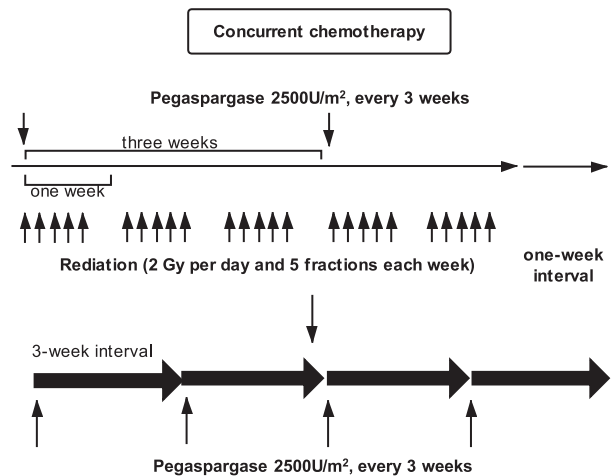 Concurrent chemotherapy
Pegaspargase 2500U/m², every 3 weeks
three weeks
one week
Rediation (2 Gy per day and 5 fractions each week)
one-week
interval
3-week interval
Pegaspargase 2500U/m², every 3 weeks